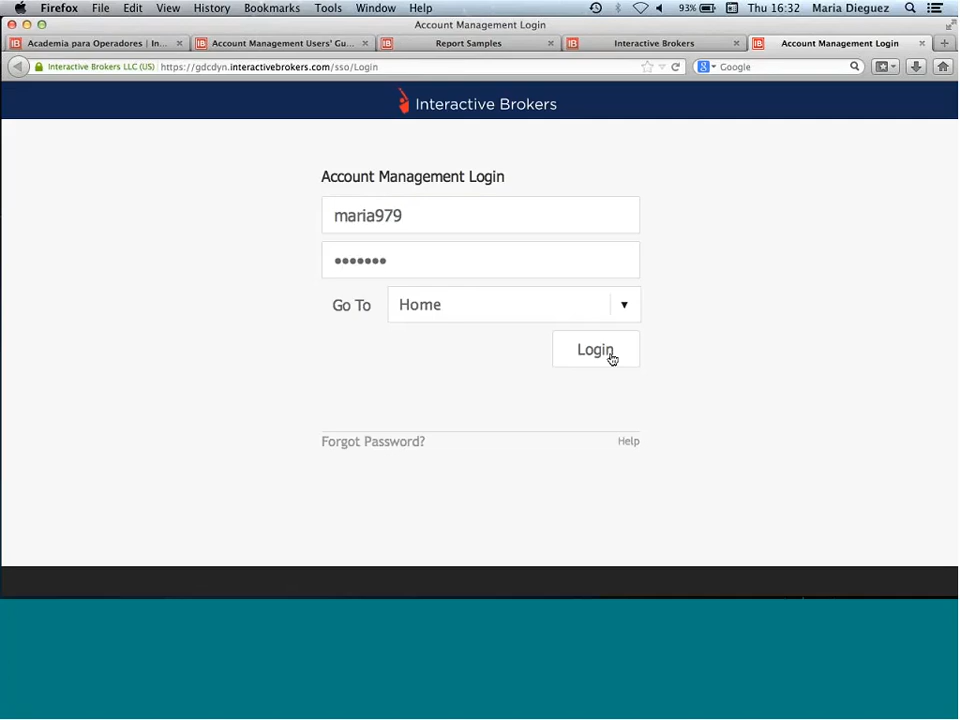 Firefox File Edit View History Bookmarks Tools Window Help 93% Thu 16:32 Maria Dieguez
Account Management Login
Academia para Operadores | In... Account Management Users' Gu... Report Samples Interactive Brokers Account Management Login
Interactive Brokers LLC (US) https://gdcdyn.interactivebrokers.com/sso/Login Google
Interactive Brokers
Account Management Login
maria979
•••••••
Go To Home
Login
Forgot Password? Help